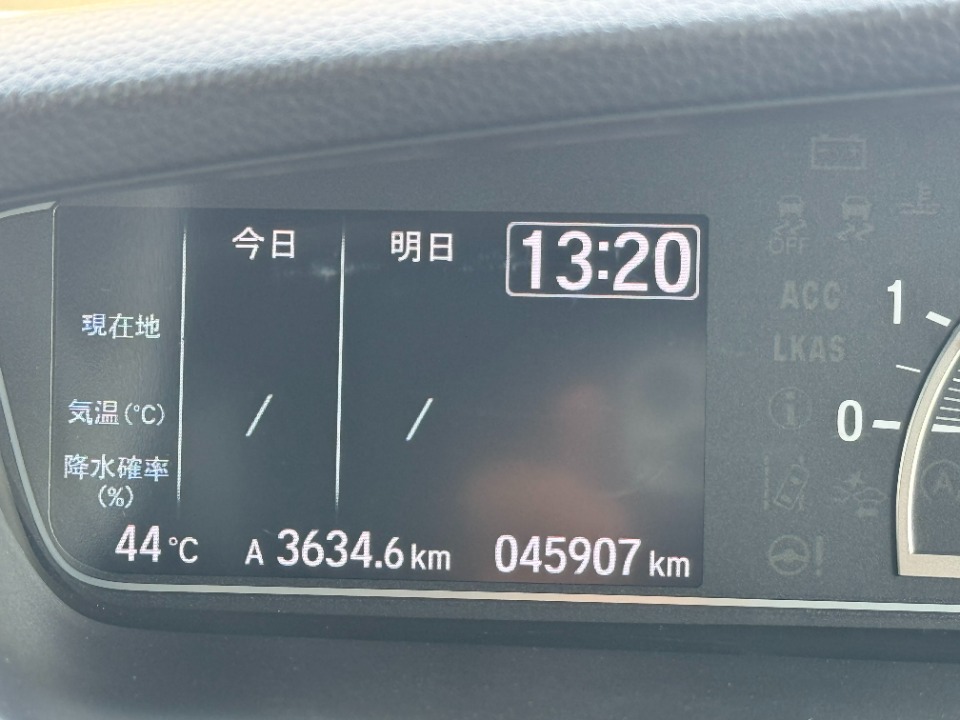 今日 明日 13:20
現在地
気温(℃) / /
降水確率
(%)
44℃ A 3634.6 km 045907 km
OFF
ACC
LKAS
1
0
A